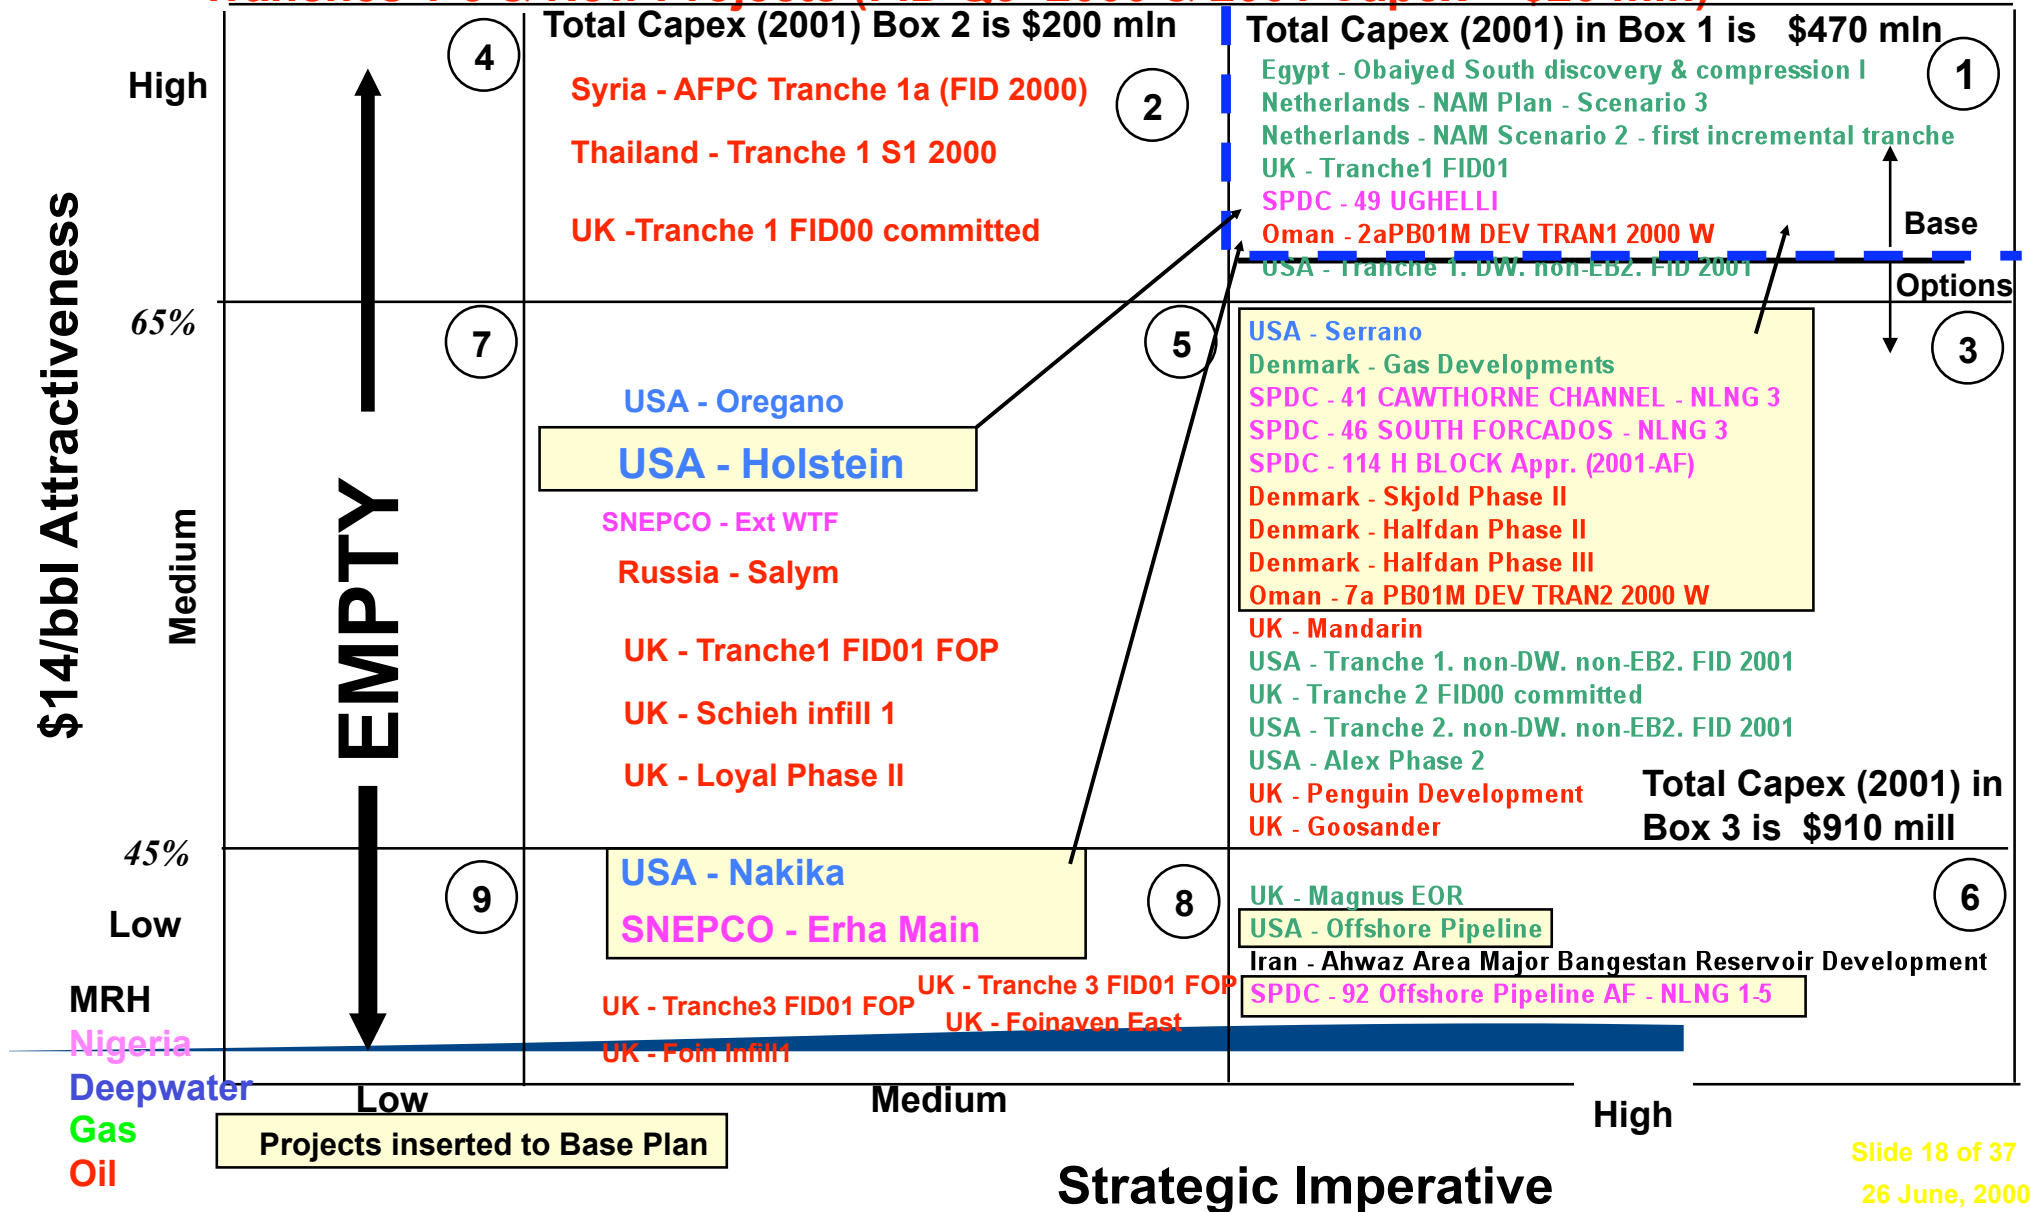 Total Capex (2001) Box 2 is $200 mln
Total Capex (2001) in Box 1 is $470 mln
4
High
Syria - AFPC Tranche 1a (FID 2000)
Thailand - Tranche 1 S1 2000
UK -Tranche 1 FID00 committed
2
Egypt - Obaiyed South discovery & compression I
Netherlands - NAM Plan - Scenario 3
Netherlands - NAM Scenario 2 - first incremental tranche
UK - Tranche1 FID01
SPDC - 49 UGHELLI
Oman - 2aPB01M DEV TRAN1 2000 W
USA - Tranche 1. DW. non-EB2. FID 2001
1
Base
Options
$14/bbl Attractiveness
65%
Medium
45%
EMPTY
7
5
USA - Oregano
USA - Holstein
SNEPCO - Ext WTF
Russia - Salym
UK - Tranche1 FID01 FOP
UK - Schieh infill 1
UK - Loyal Phase II
3
USA - Serrano
Denmark - Gas Developments
SPDC - 41 CAWTHORNE CHANNEL - NLNG 3
SPDC - 46 SOUTH FORCADOS - NLNG 3
SPDC - 114 H BLOCK Appr. (2001-AF)
Denmark - Skjold Phase II
Denmark - Halfdan Phase II
Denmark - Halfdan Phase III
Oman - 7a PB01M DEV TRAN2 2000 W
UK - Mandarin
USA - Tranche 1. non-DW. non-EB2. FID 2001
UK - Tranche 2 FID00 committed
USA - Tranche 2. non-DW. non-EB2. FID 2001
USA - Alex Phase 2
UK - Penguin Development
UK - Goosander
Total Capex (2001) in
Box 3 is $910 mill
Low
9
8
USA - Nakika
SNEPCO - Erha Main
UK - Tranche3 FID01 FOP
UK - Tranche 3 FID01 FOP
UK - Foinaven East
UK - Foin Infill1
6
UK - Magnus EOR
USA - Offshore Pipeline
Iran - Ahwaz Area Major Bangestan Reservoir Development
SPDC - 92 Offshore Pipeline AF - NLNG 1-5
MRH
Nigeria
Deepwater
Gas
Oil
Low
Medium
High
Projects inserted to Base Plan
Strategic Imperative
Slide 18 of 37
26 June, 2000